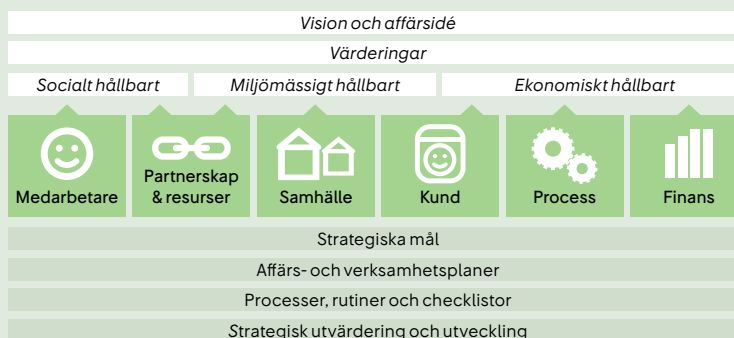 Vision och affärsidé
Värderingar
Socialt hållbart
Miljömässigt hållbart
Ekonomiskt hållbart
Medarbetare
Partnerskap
& resurser
Samhälle
Kund
Process
Finans
Strategiska mål
Affärs- och verksamhetsplaner
Processer, rutiner och checklistor
Strategisk utvärdering och utveckling